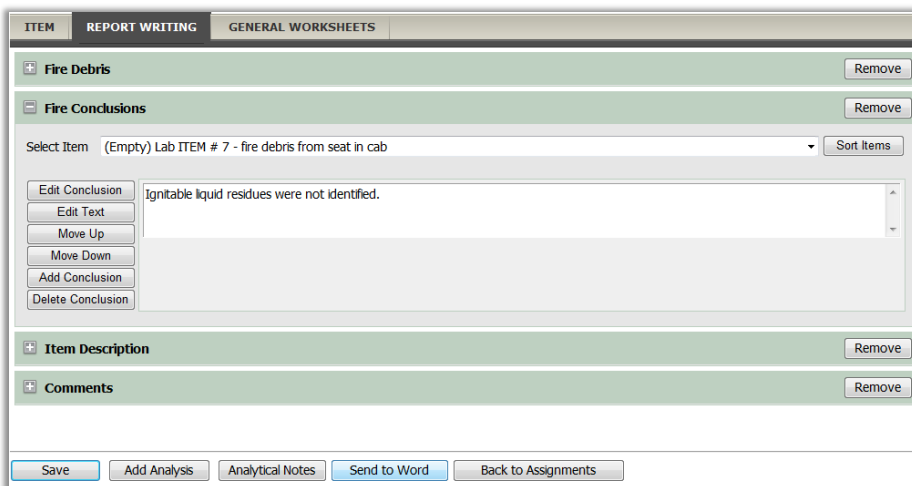 ITEM REPORT WRITING GENERAL WORKSHEETS
Fire Debris Remove
Fire Conclusions Remove
Select Item (Empty) Lab ITEM # 7 - fire debris from seat in cab Sort Items
Edit Conclusion Ignitable liquid residues were not identified.
Edit Text
Move Up
Move Down
Add Conclusion
Delete Conclusion
Item Description Remove
Comments Remove
Save Add Analysis Analytical Notes Send to Word Back to Assignments